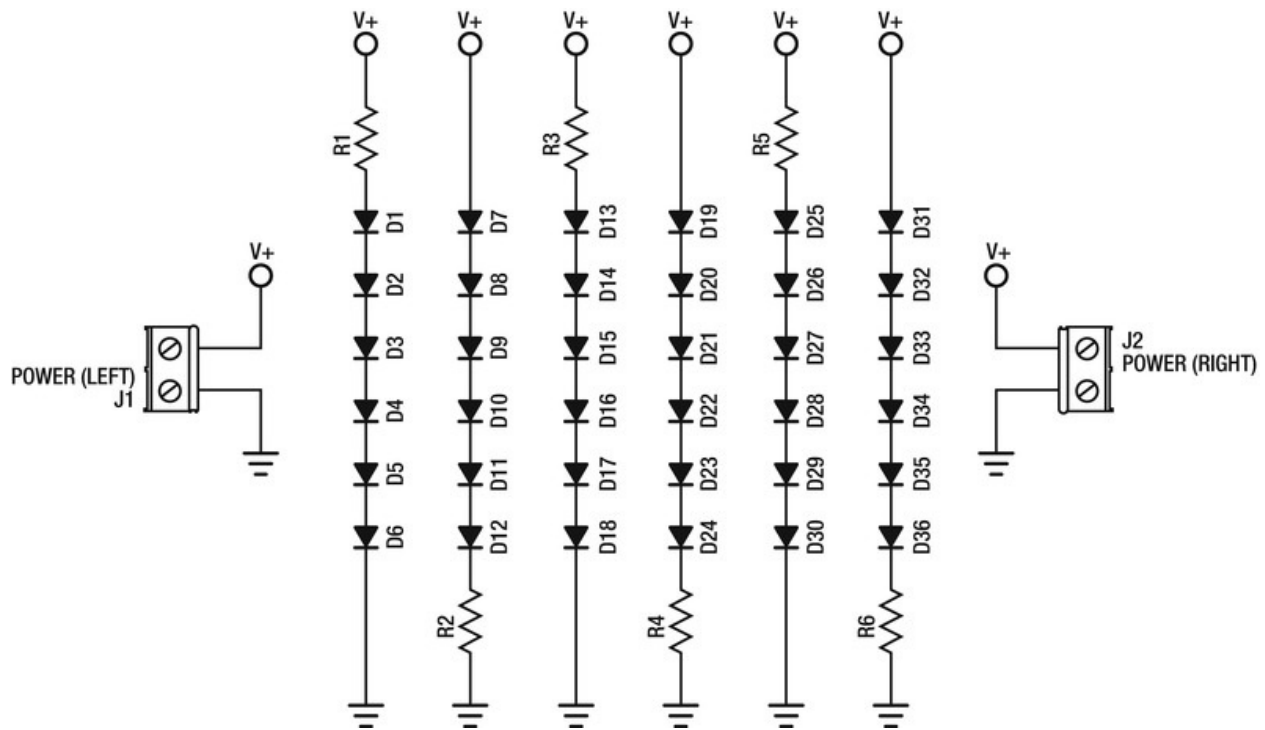 V+ V+ V+ V+ V+ V+
R1 R3 R5
D1 D7 D13 D19 D25 D31
V+ V+
D2 D8 D14 D20 D26 D32
D3 D9 D15 D21 D27 D33
J2
POWER (RIGHT)
POWER (LEFT)
J1
D4 D10 D16 D22 D28 D34
D5 D11 D17 D23 D29 D35
D6 D12 D18 D24 D30 D36
R2 R4 R6